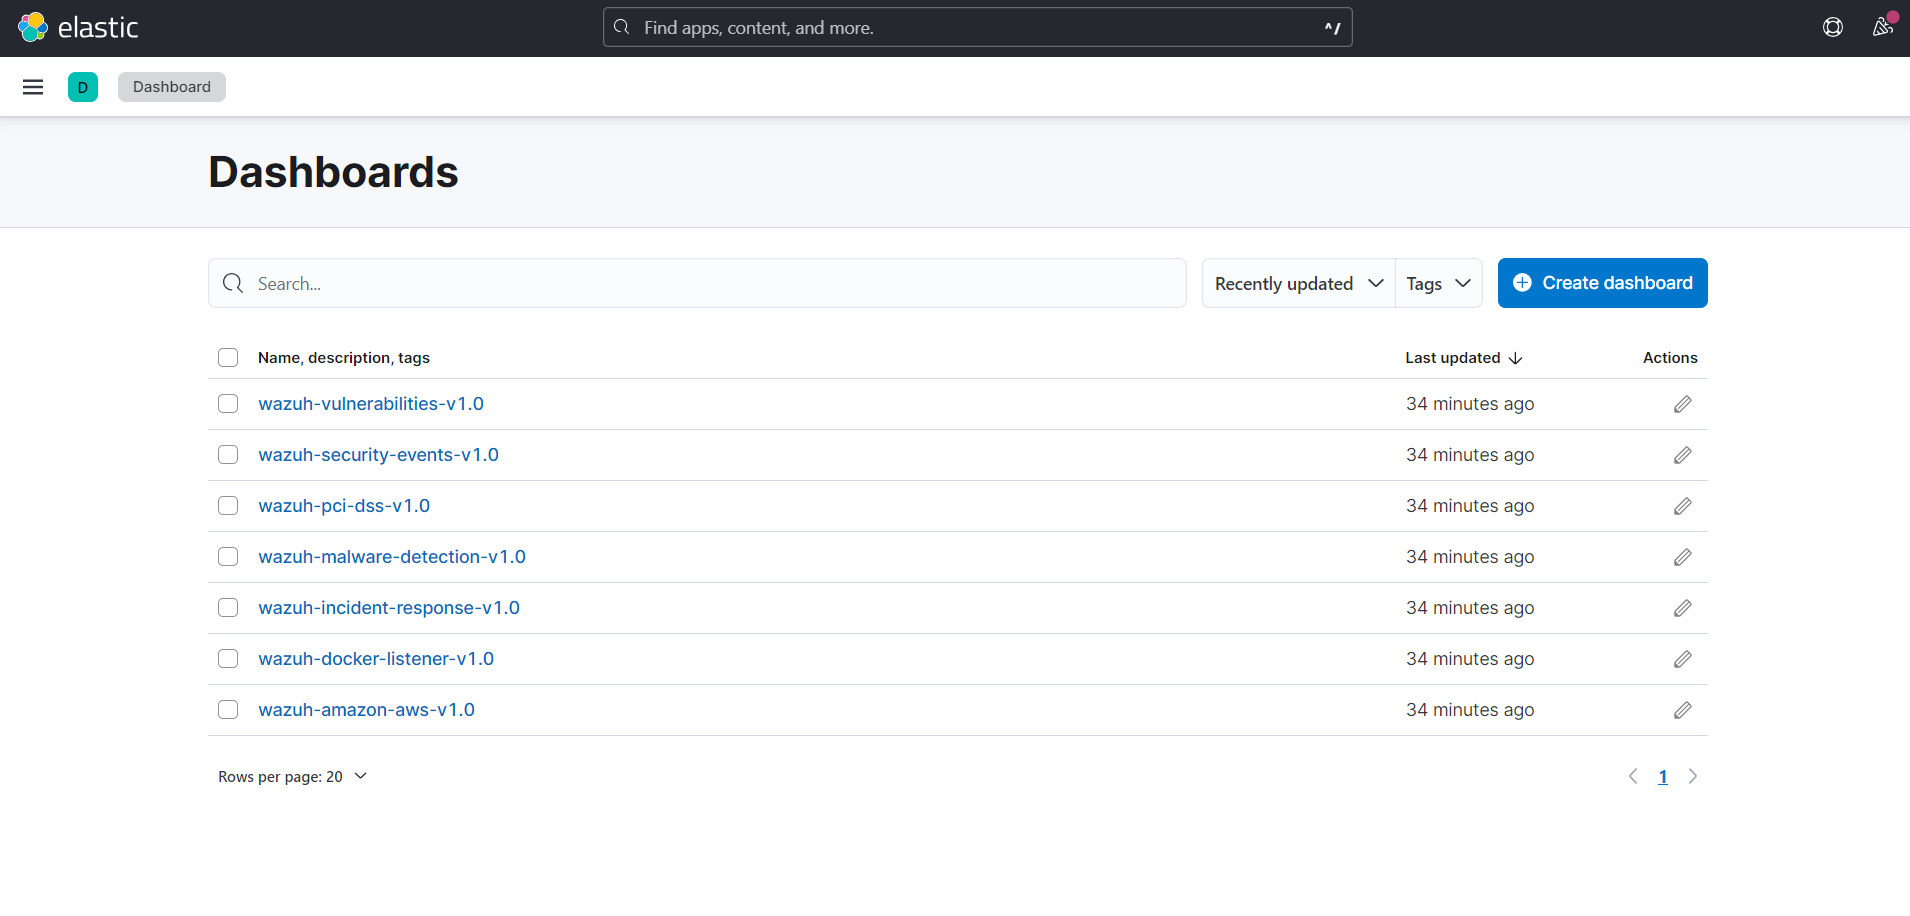 elastic
Find apps, content, and more.
^/
D
Dashboard
Dashboards
Search...
Recently updated
Tags
Create dashboard
Name, description, tags
Last updated
Actions
wazuh-vulnerabilities-v1.0
34 minutes ago
wazuh-security-events-v1.0
34 minutes ago
wazuh-pci-dss-v1.0
34 minutes ago
wazuh-malware-detection-v1.0
34 minutes ago
wazuh-incident-response-v1.0
34 minutes ago
wazuh-docker-listener-v1.0
34 minutes ago
wazuh-amazon-aws-v1.0
34 minutes ago
Rows per page: 20
1